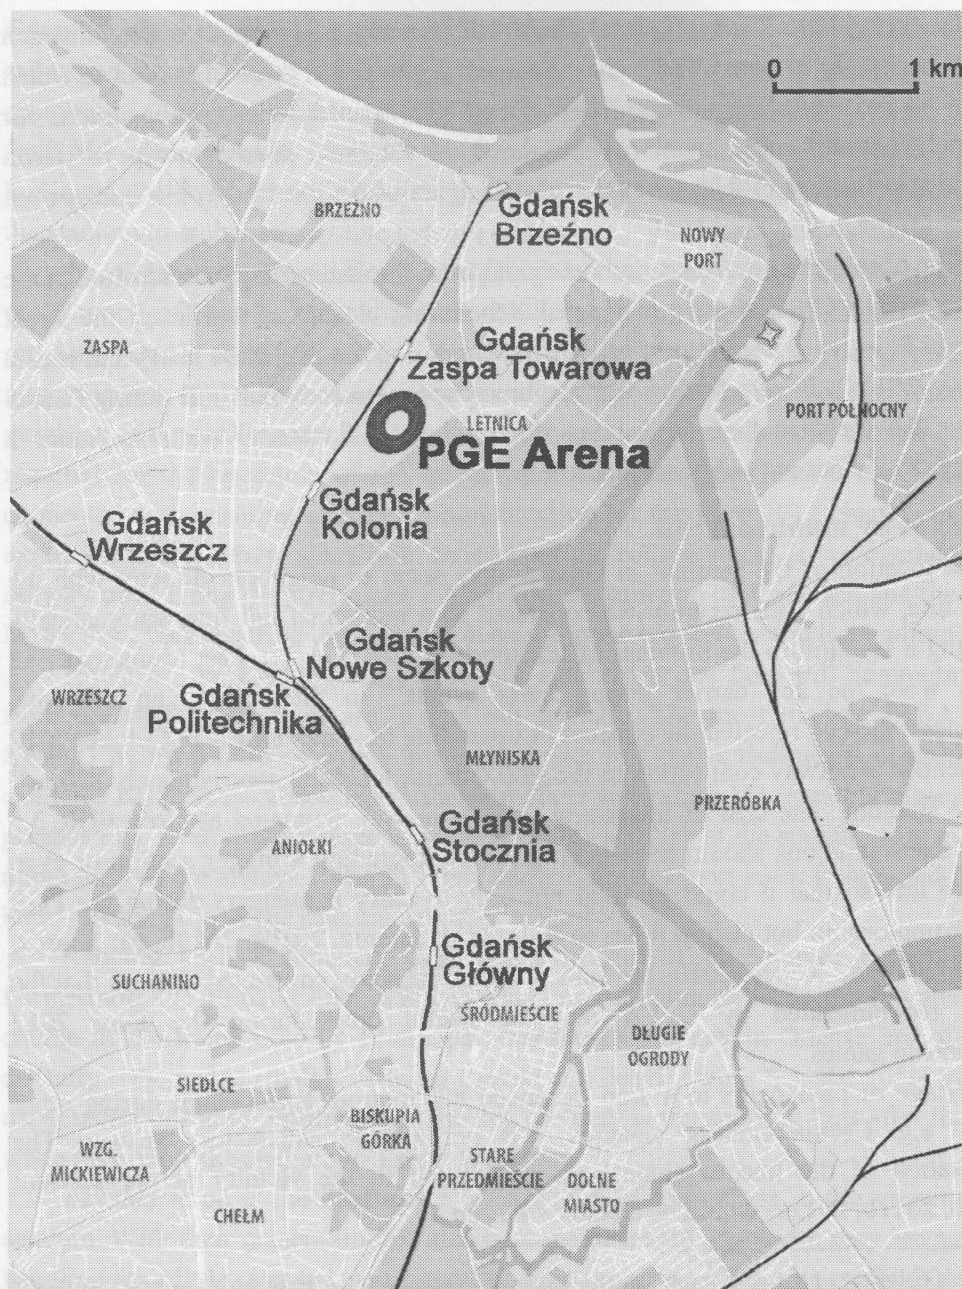 0 1 km
Gdańsk
Brzeźno
BRZEŹNO
NOWY
PORT
ZASPA
Gdańsk
Zaspa Towarowa
LETNICA
PORT PÓŁNOCNY
PGE Arena
Gdańsk
Kolonia
Gdańsk
Wrzeszcz
Gdańsk
Nowe Szkoty
WRZESZCZ
Gdańsk
Politechnika
MŁYNISKA
PRZERÓBKA
Gdańsk
Stocznia
ANIOŁKI
Gdańsk
Główny
SUCHANINO
ŚRÓDMIEŚCIE
DŁUGIE
OGRODY
SIEDLCE
BISKUPIA
GÓRKA
WZG.
MICKIEWICZA
STARE
PRZEDMIEŚCIE
DOLNE
MIASTO
CHEŁM